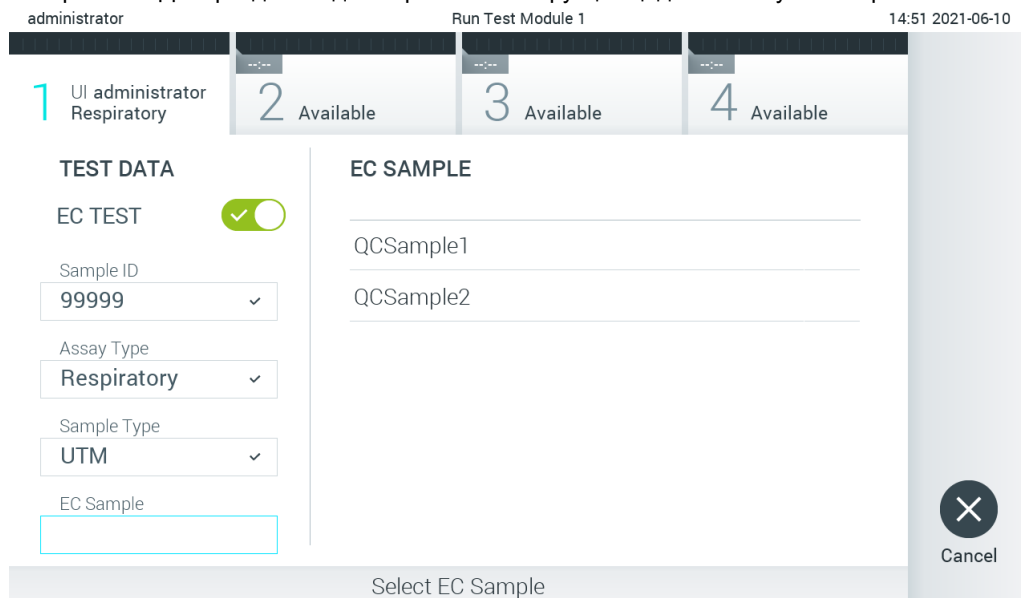 administrator Run Test Module 1 14:51 2021-06-10
--:-- --:-- --:--
1 UI administrator Respiratory
2 Available
3 Available
4 Available
TEST DATA
EC TEST
Sample ID
99999
Assay Type
Respiratory
Sample Type
UTM
EC Sample
EC SAMPLE
QCSample1
QCSample2
Cancel
Select EC Sample